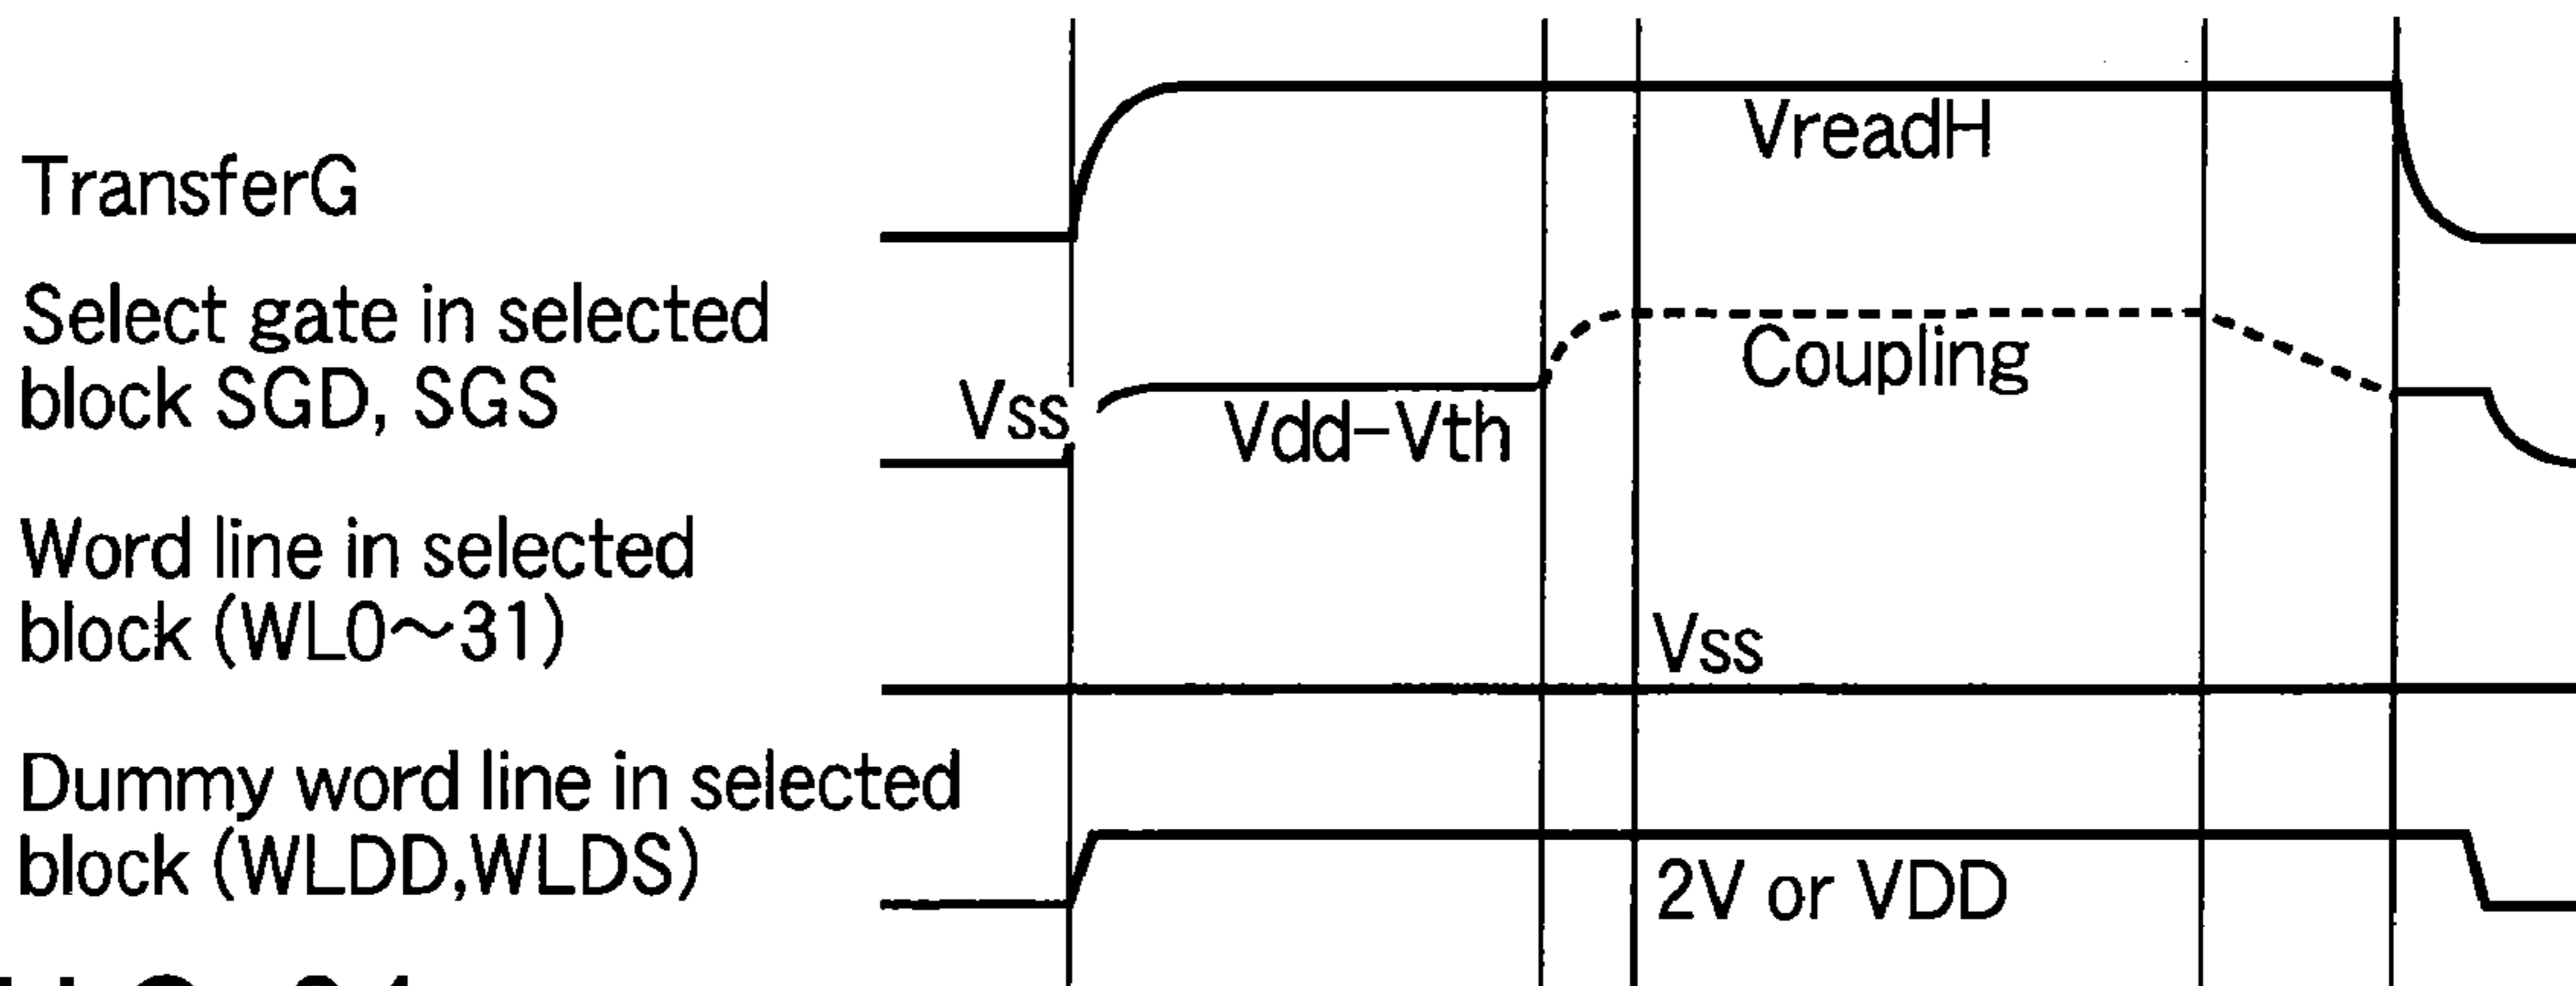 TransferG
VreadH
Select gate in selected
block SGD, SGS
Vss
Vdd-Vth
Coupling
Word line in selected
block (WL0~31)
Vss
Dummy word line in selected
block (WLDD,WLDS)
2V or VDD